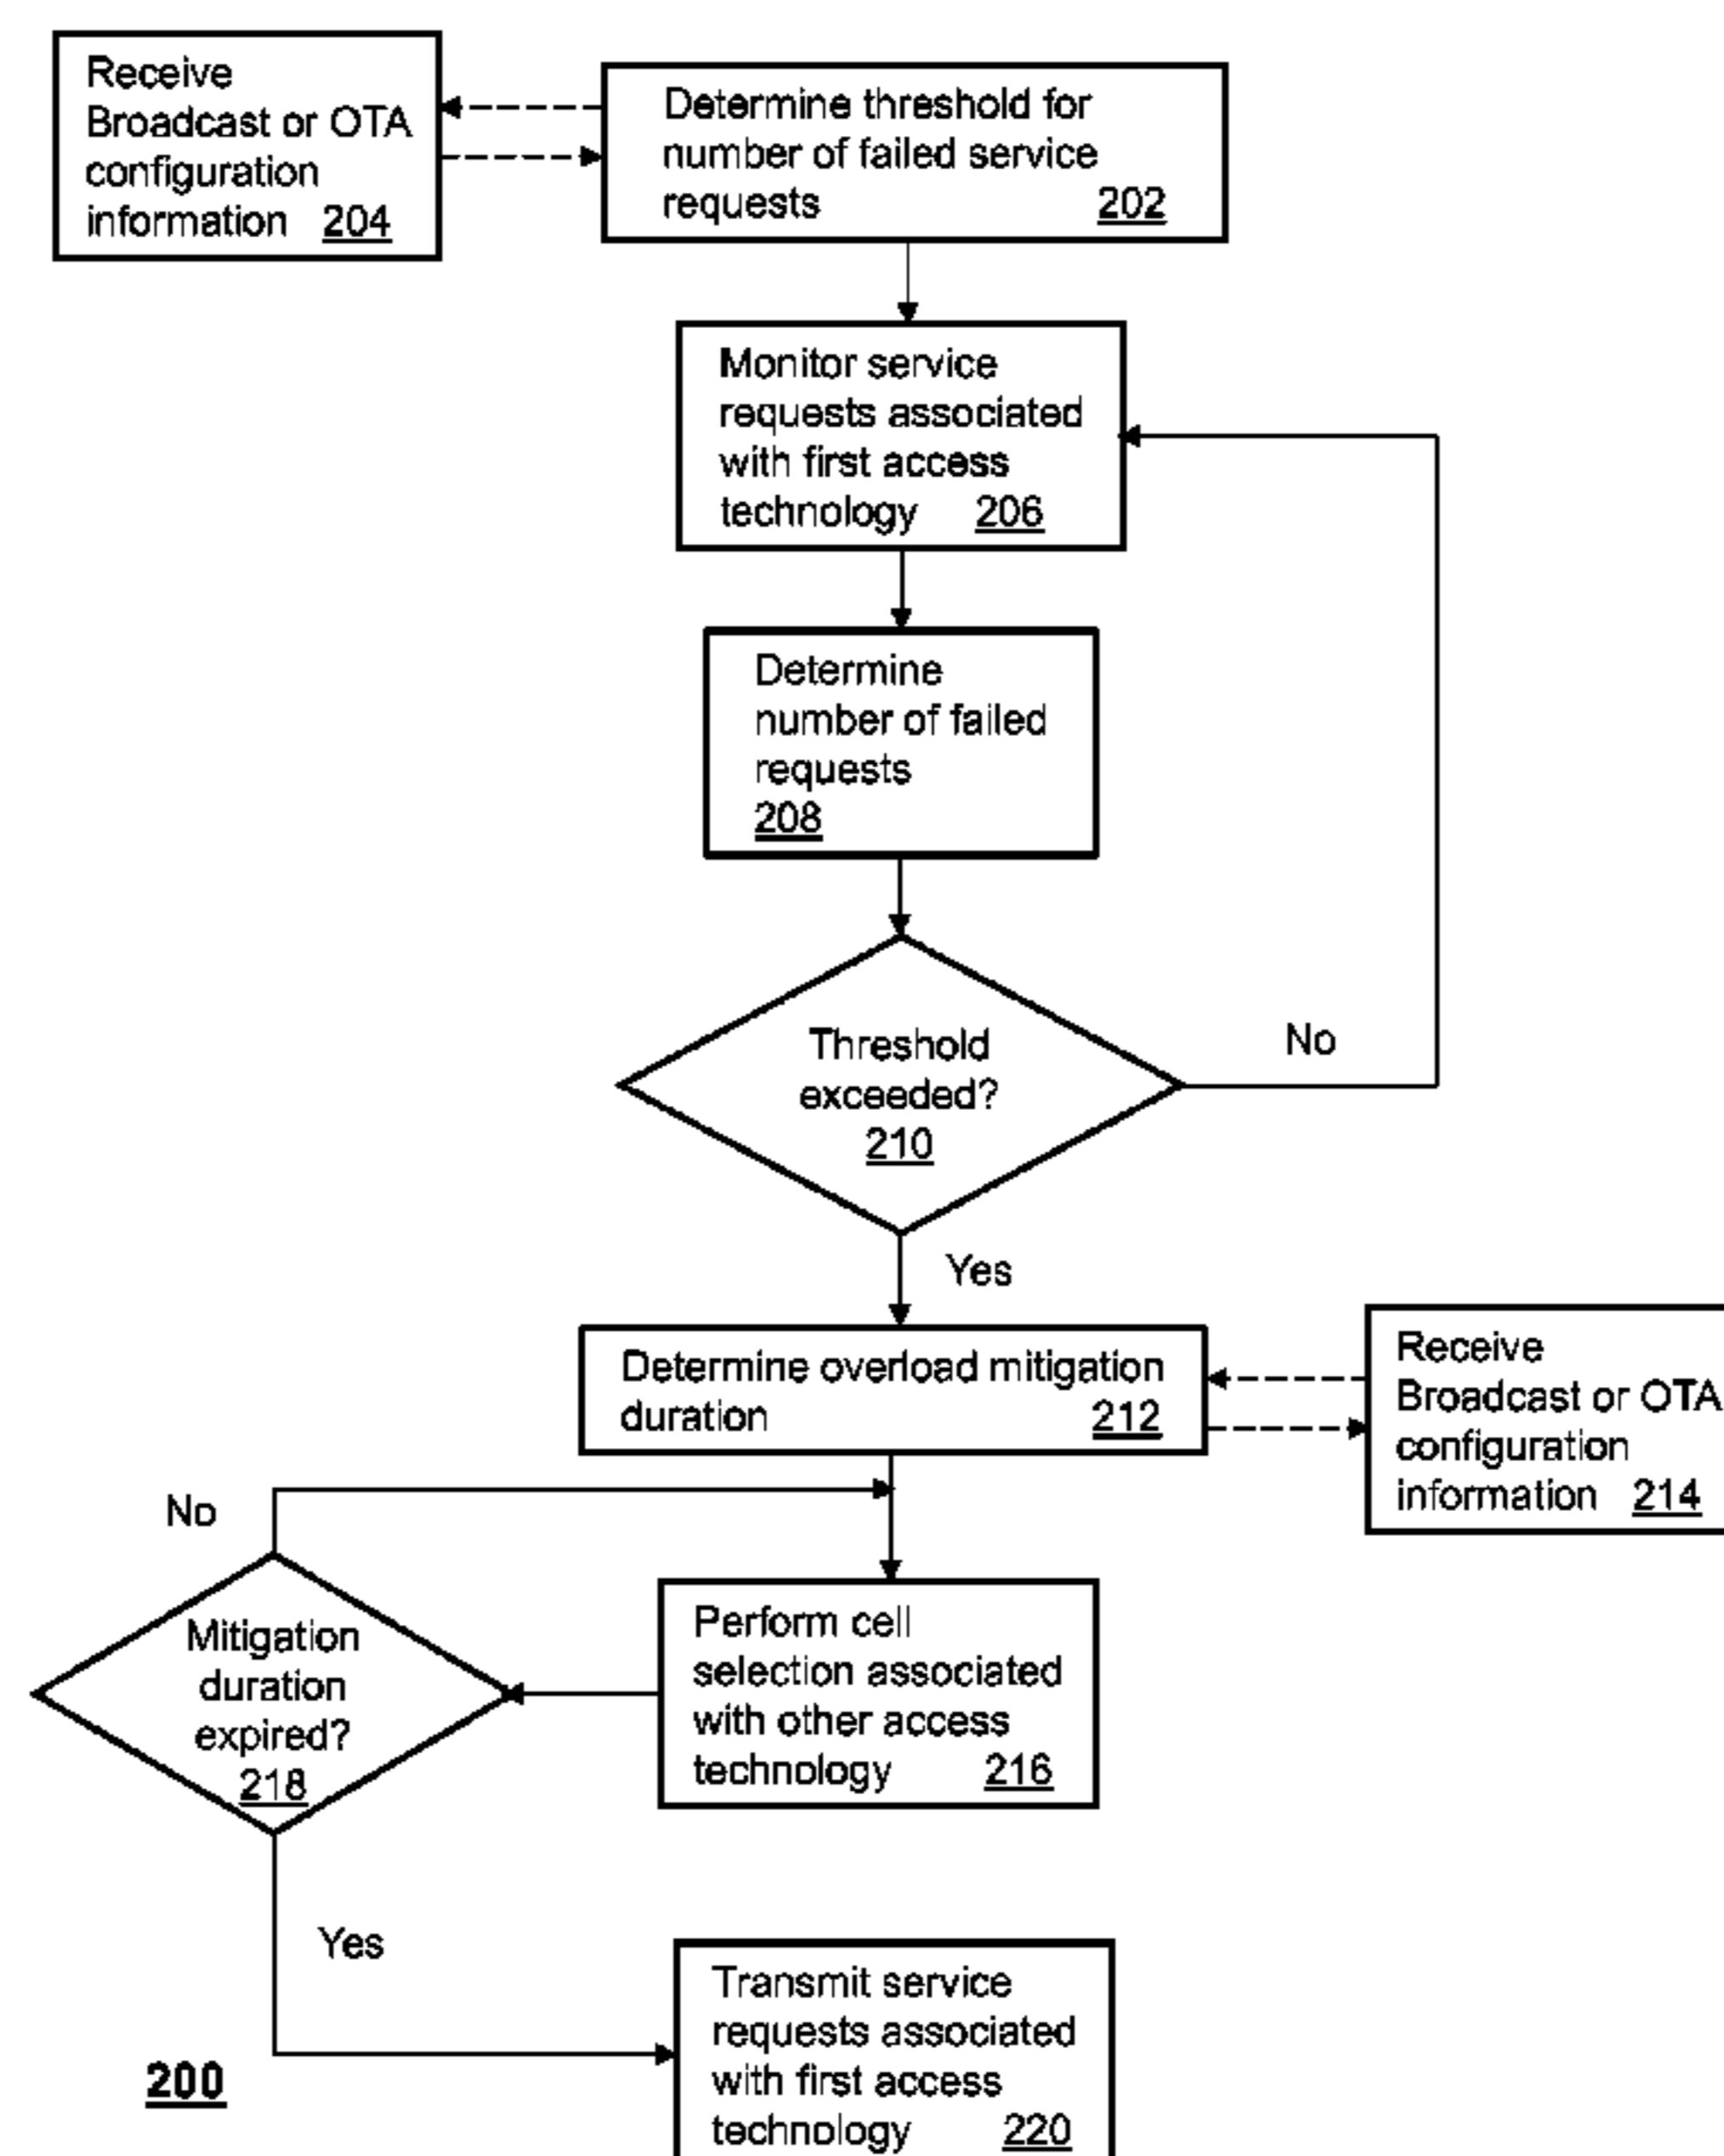 Receive
Broadcast or OTA
configuration
information 204
Determine threshold for
number of failed service
requests 202
Monitor service
requests associated
with first access
technology 206
Determine
number of failed
requests
208
Threshold
exceeded?
210
No
Yes
Determine overload mitigation
duration 212
Receive
Broadcast or OTA
configuration
information 214
No
Mitigation
duration
expired?
218
Perform cell
selection associated
with other access
technology 216
Yes
Transmit service
requests associated
with first access
technology 220
200